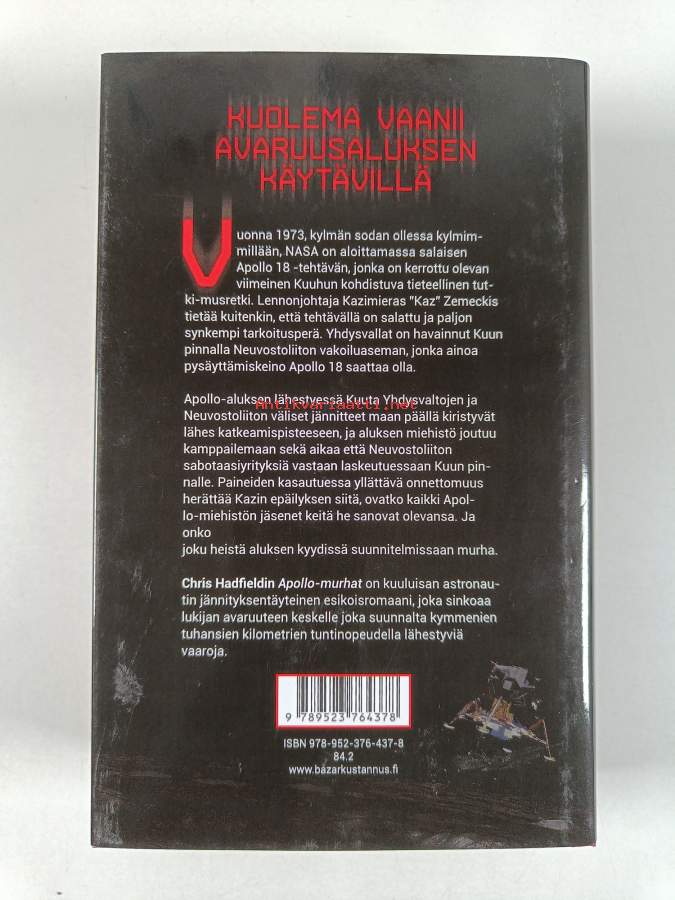 KUOLEMA VAANII
AVARUUSALUKSEN
KÄYTÄVILLÄ
Vuonna 1973, kylmän sodan ollessa kylmim-
millään, NASA on aloittamassa salaisen
Apollo 18 -tehtävän, jonka on kerrottu olevan
viimeinen Kuuhun kohdistuva tieteellinen tut-
ki-musretki. Lennonjohtaja Kazimieras "Kaz" Zemeckis
tietää kuitenkin, että tehtävällä on salattu ja paljon
synkempi tarkoitusperä. Yhdysvallat on havainnut Kuun
pinnalla Neuvostoliiton vakoiluaseman, jonka ainoa
pysäyttämiskeino Apollo 18 saattaa olla.
Apollo-aluksen lähestyessä Kuuta Yhdysvaltojen ja
Antikvariaatti.net
Neuvostoliiton väliset jännitteet maan päällä kiristyvät
lähes katkeamispisteeseen, ja aluksen miehistö joutuu
kamppailemaan sekä aikaa että Neuvostoliiton
sabotaasiyrityksiä vastaan laskeutuessaan Kuun pin-
nalle. Paineiden kasautuessa yllättävä onnettomuus
herättää Kazin epäilyksen siitä, ovatko kaikki Apol-
lo-miehistön jäsenet keitä he sanovat olevansa. Ja
onko
joku heistä aluksen kyydissä suunnitelmissaan murha.
Chris Hadfieldin Apollo-murhat on kuuluisan astronau-
tin jännityksentäyteinen esikoisromaani, joka sinkoaa
lukijan avaruuteen keskelle joka suunnalta kymmenien
tuhansien kilometrien tuntinopeudella lähestyviä
vaaroja.
9 789523 764378
ISBN 978-952-376-437-8
84.2
www.bazarkustannus.fi